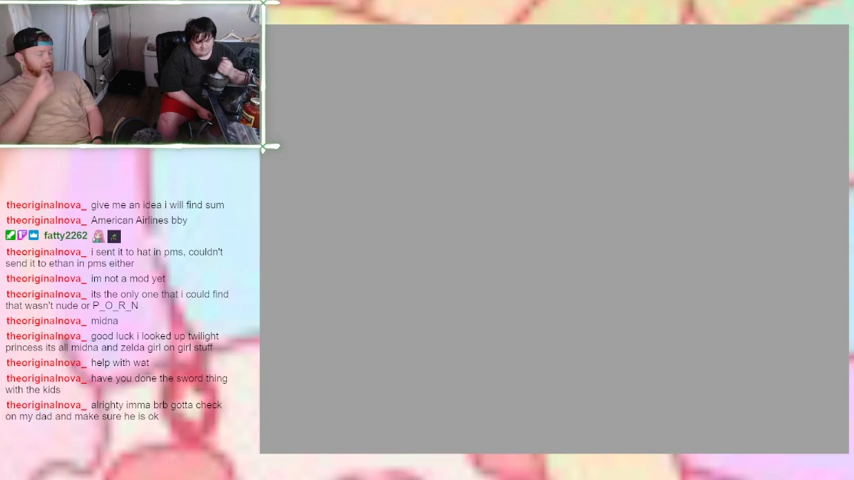 theoriginalnova_ give me an idea i will find sum
theoriginalnova_ American Airlines bby
fatty2262
theoriginalnova_ i sent it to hat in pms, couldn't
send it to ethan in pms either
theoriginalnova_ im not a mod yet
theoriginalnova_ its the only one that i could find
that wasn't nude or P_O_R_N
theoriginalnova_ midna
theoriginalnova_ good luck i looked up twilight
princess its all midna and zelda girl on girl stuff
theoriginalnova_ help with wat
theoriginalnova_ have you done the sword thing
with the kids
theoriginalnova_ alrighty imma brb gotta check
on my dad and make sure he is ok